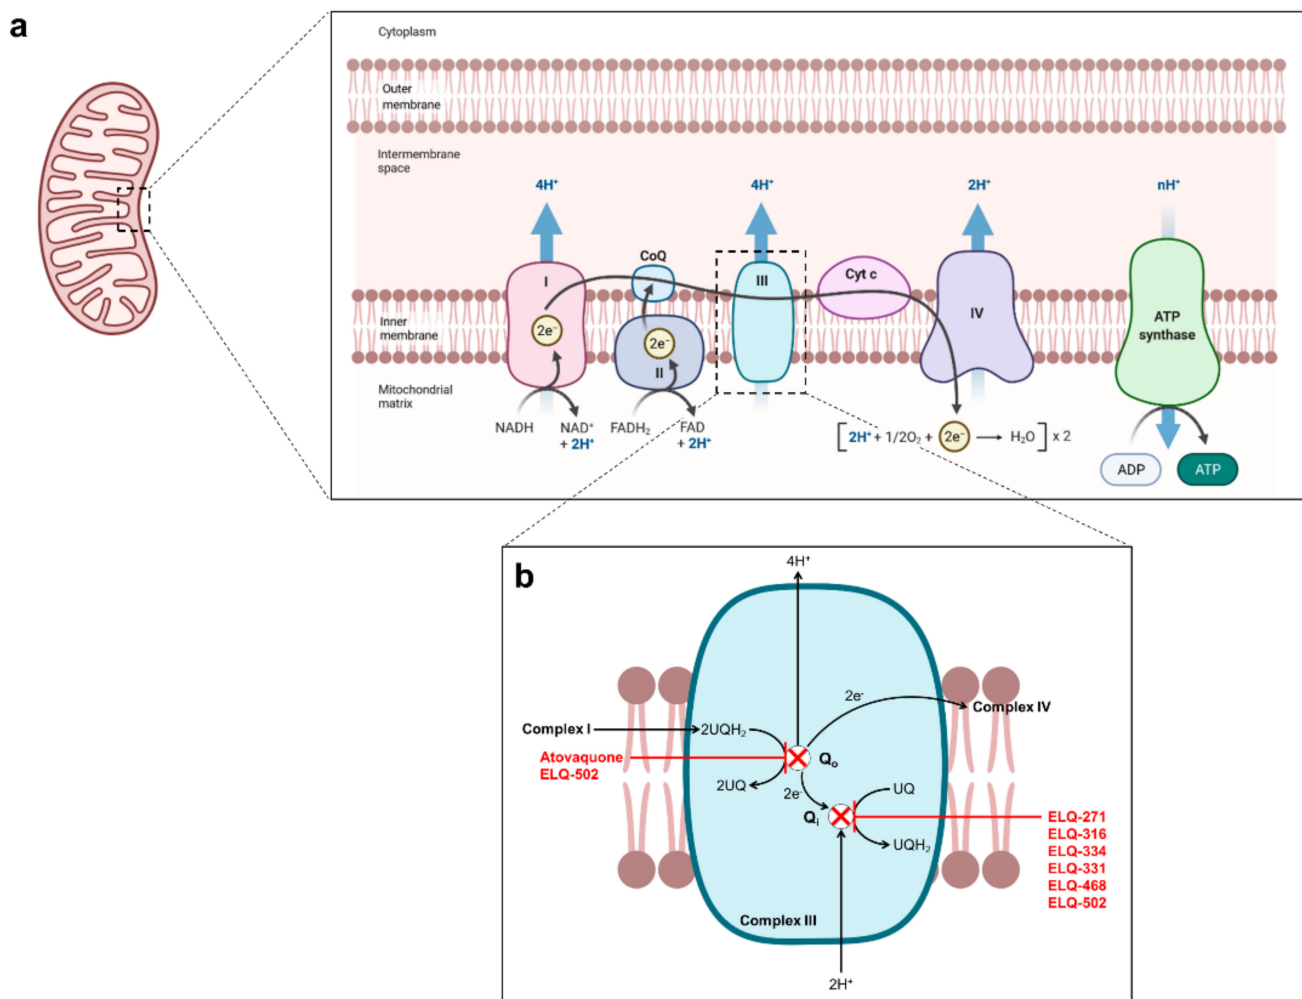 a
Cytoplasm
Outer
membrane
Intermembrane
space
4H⁺
4H⁺
2H⁺
nH⁺
CoQ
I
III
Cyt c
IV
ATP
synthase
Inner
membrane
2e⁻
2e⁻
II
Mitochondrial
matrix
NADH
NAD⁺
+ 2H⁺
FADH₂
FAD
+ 2H⁺
[2H⁺ + 1/2O₂ + 2e⁻ → H₂O] x 2
ADP
ATP
b
4H⁺
2e⁻
Complex IV
Complex I
2UQH₂
Atovaquone
ELQ-502
Qₒ
2UQ
2e⁻
UQ
Qᵢ
UQH₂
ELQ-271
ELQ-316
ELQ-334
ELQ-331
ELQ-468
ELQ-502
Complex III
2H⁺